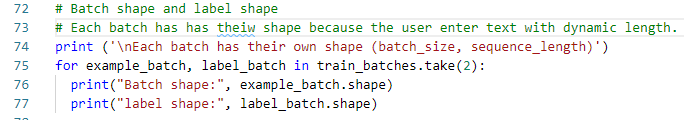 72 # Batch shape and label shape
73 # Each batch has has theiw shape because the user enter text with dynamic length.
74 print ('\nEach batch has their own shape (batch_size, sequence_length)')
75 for example_batch, label_batch in train_batches.take(2):
76 print("Batch shape:", example_batch.shape)
77 print("label shape:", label_batch.shape)